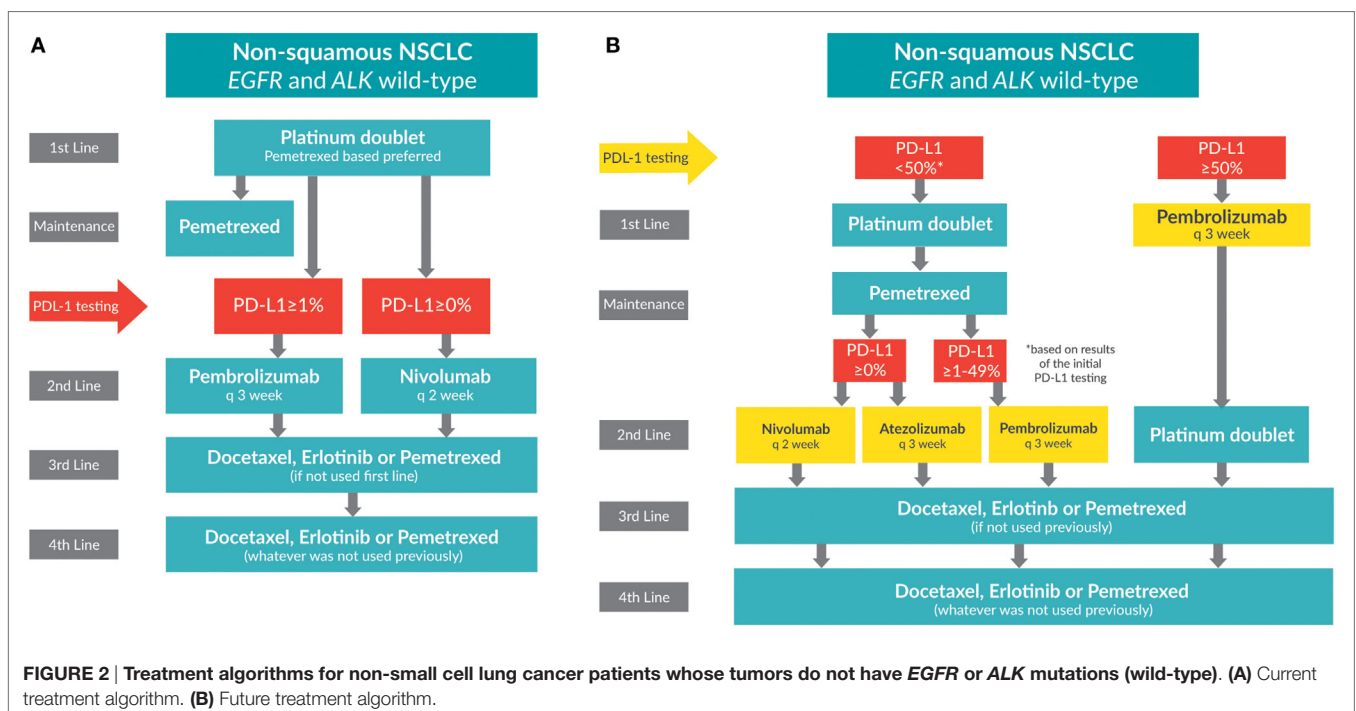 A
Non-squamous NSCLC
EGFR and ALK wild-type
1st Line
Platinum doublet
Pemetrexed based preferred
Maintenance
Pemetrexed
PDL-1 testing
PD-L1≥1%
PD-L1≥0%
2nd Line
Pembrolizumab
q 3 week
Nivolumab
q 2 week
3rd Line
Docetaxel, Erlotinib or Pemetrexed
(if not used first line)
4th Line
Docetaxel, Erlotinib or Pemetrexed
(whatever was not used previously)
B
Non-squamous NSCLC
EGFR and ALK wild-type
PDL-1 testing
PD-L1
<50%*
PD-L1
≥50%
1st Line
Platinum doublet
Pembrolizumab
q 3 week
Maintenance
Pemetrexed
PD-L1
≥0%
PD-L1
≥1-49%
*based on results
of the initial
PD-L1 testing
2nd Line
Nivolumab
q 2 week
Atezolizumab
q 3 week
Pembrolizumab
q 3 week
Platinum doublet
3rd Line
Docetaxel, Erlotinib or Pemetrexed
(if not used previously)
4th Line
Docetaxel, Erlotinib or Pemetrexed
(whatever was not used previously)
FIGURE 2 | Treatment algorithms for non-small cell lung cancer patients whose tumors do not have EGFR or ALK mutations (wild-type). (A) Current
treatment algorithm. (B) Future treatment algorithm.